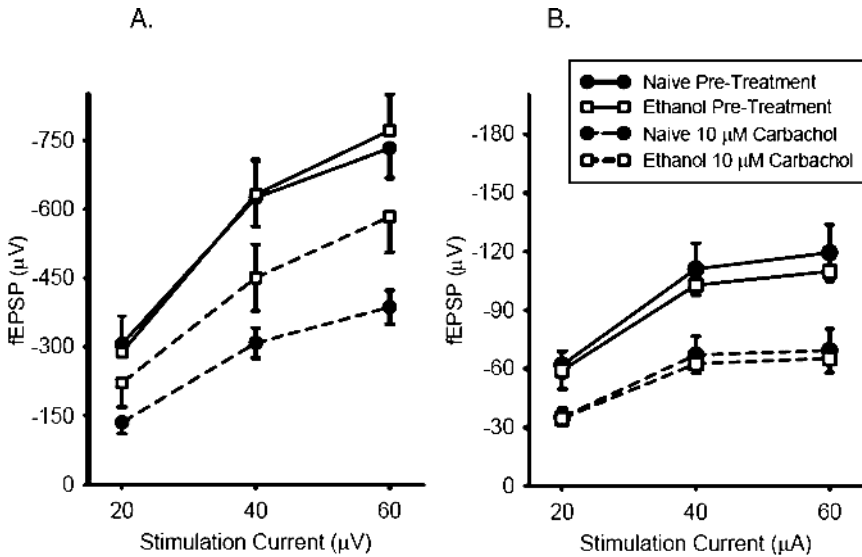 A.
B.
Naive Pre-Treatment
Ethanol Pre-Treatment
Naive 10 μM Carbachol
Ethanol 10 μM Carbachol
fEPSP (μV)
-750
-600
-450
-300
-150
0
20 40 60
Stimulation Current (μV)
fEPSP (μV)
-180
-150
-120
-90
-60
-30
0
20 40 60
Stimulation Current (μA)